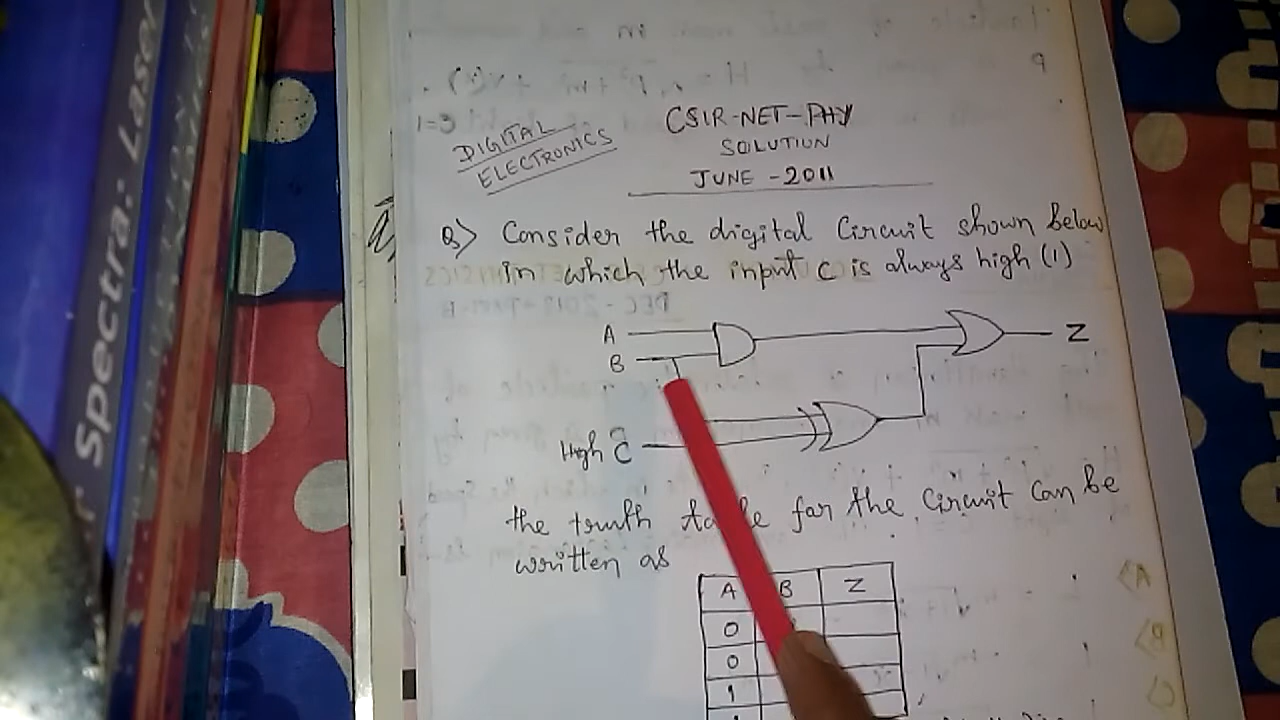 Spectra: Laser
DIGITAL
ELECTRONICS
CSIR-NET-PHY
SOLUTION
JUNE - 2011
Q> Consider the digital Circuit shown below
in which the input C is always high (1)
A
B
Z
High C
the truth table for the Circuit Can be
written as
A B Z
0
0
1